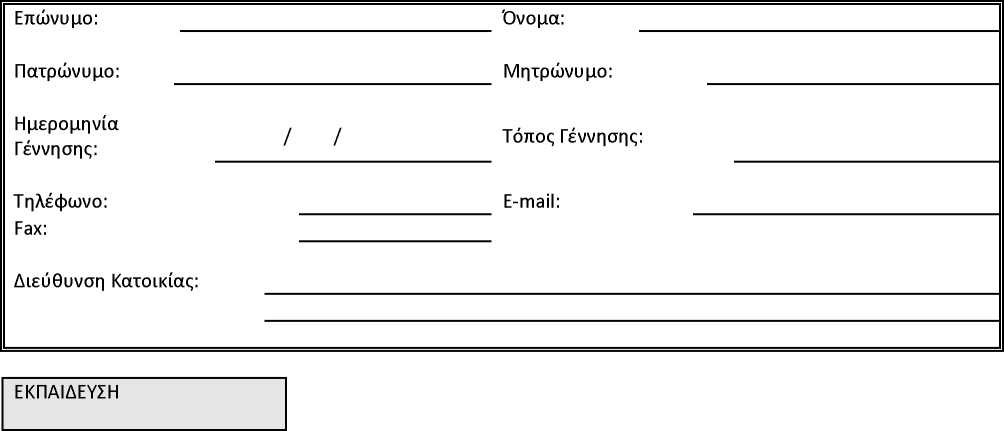 Επώνυμο: Όνομα:
Πατρώνυμο: Μητρώνυμο:
Ημερομηνία
Γέννησης: / / Τόπος Γέννησης:
Τηλέφωνο: E-mail:
Fax:
Διεύθυνση Κατοικίας:
ΕΚΠΑΙΔΕΥΣΗ